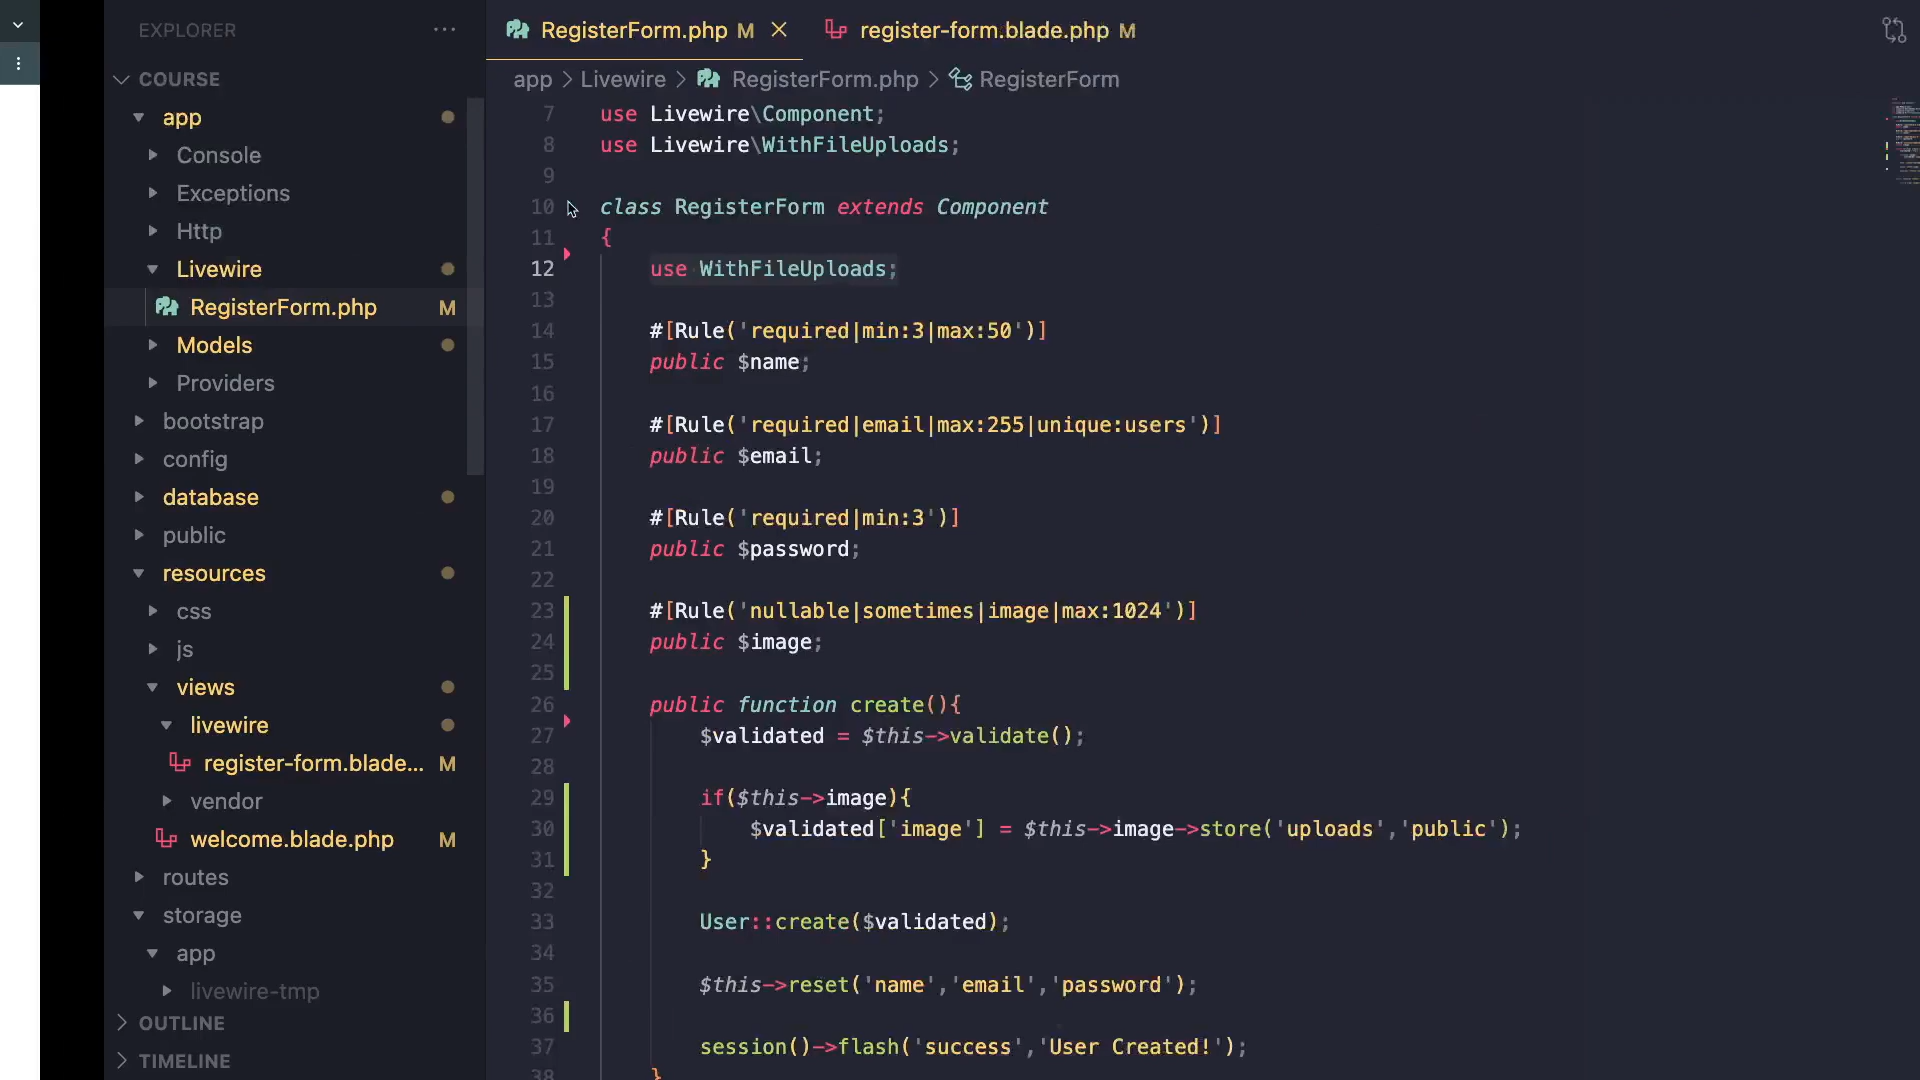 EXPLORER
COURSE
app
Console
Exceptions
Http
Livewire
RegisterForm.php M
Models
Providers
bootstrap
config
database
public
resources
css
js
views
livewire
register-form.blade... M
vendor
welcome.blade.php M
routes
storage
app
livewire-tmp
OUTLINE
TIMELINE
RegisterForm.php M register-form.blade.php M
app > Livewire > RegisterForm.php > RegisterForm
7 use Livewire\Component;
8 use Livewire\WithFileUploads;
9
10 class RegisterForm extends Component
11 {
12 use WithFileUploads;
13
14 #[Rule('required|min:3|max:50')]
15 public $name;
16
17 #[Rule('required|email|max:255|unique:users')]
18 public $email;
19
20 #[Rule('required|min:3')]
21 public $password;
22
23 #[Rule('nullable|sometimes|image|max:1024')]
24 public $image;
25
26 public function create(){
27 $validated = $this->validate();
28
29 if($this->image){
30 $validated['image'] = $this->image->store('uploads','public');
31 }
32
33 User::create($validated);
34
35 $this->reset('name','email','password');
36
37 session()->flash('success','User Created!');
38 }